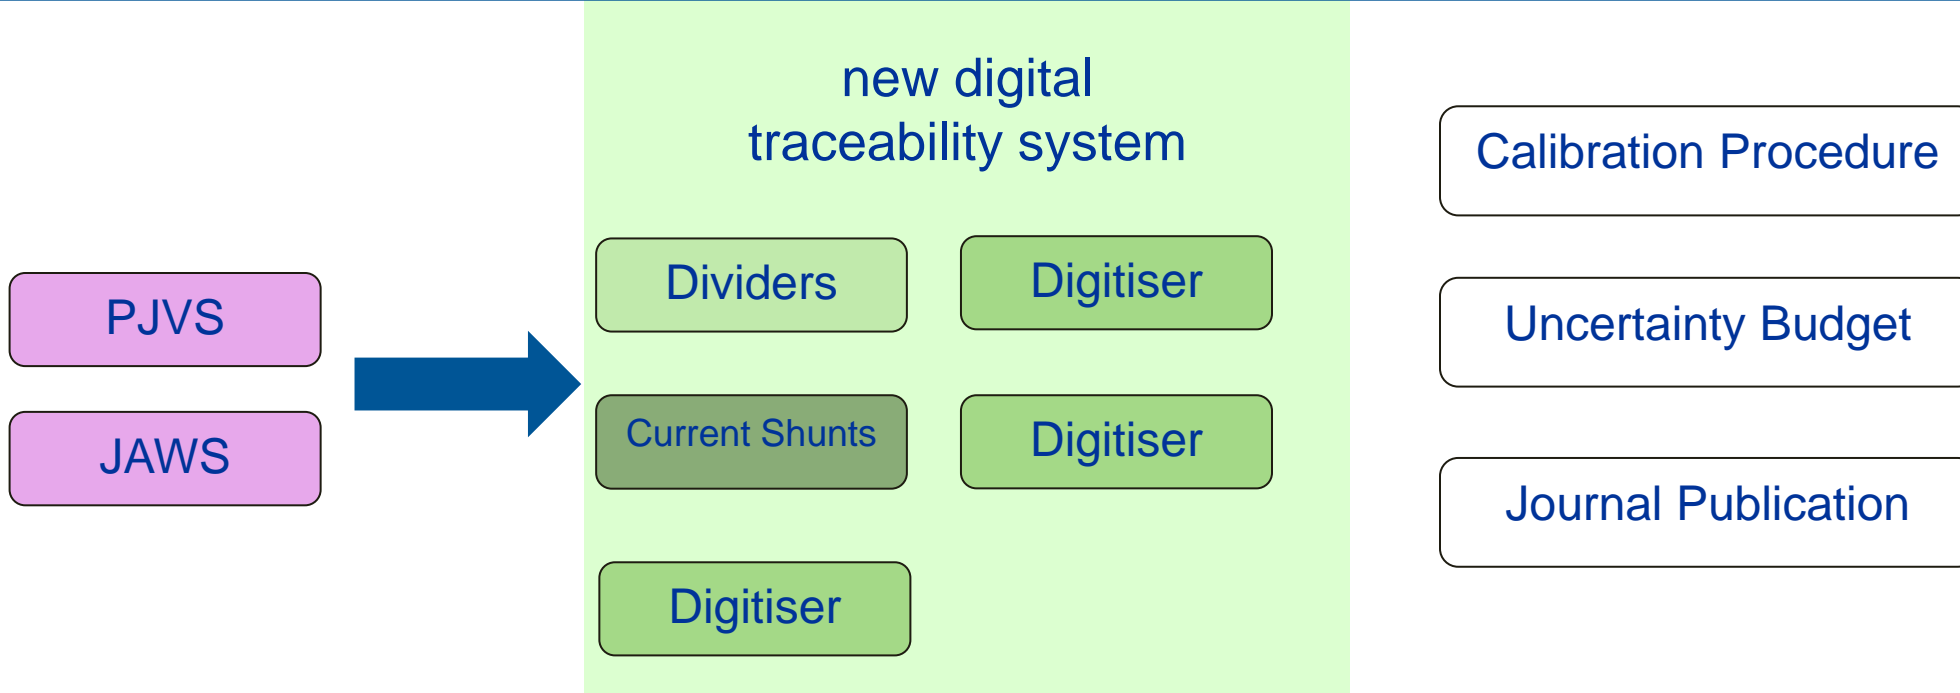 new digital
traceability system
PJVS
JAWS
Dividers
Digitiser
Current Shunts
Digitiser
Digitiser
Calibration Procedure
Uncertainty Budget
Journal Publication